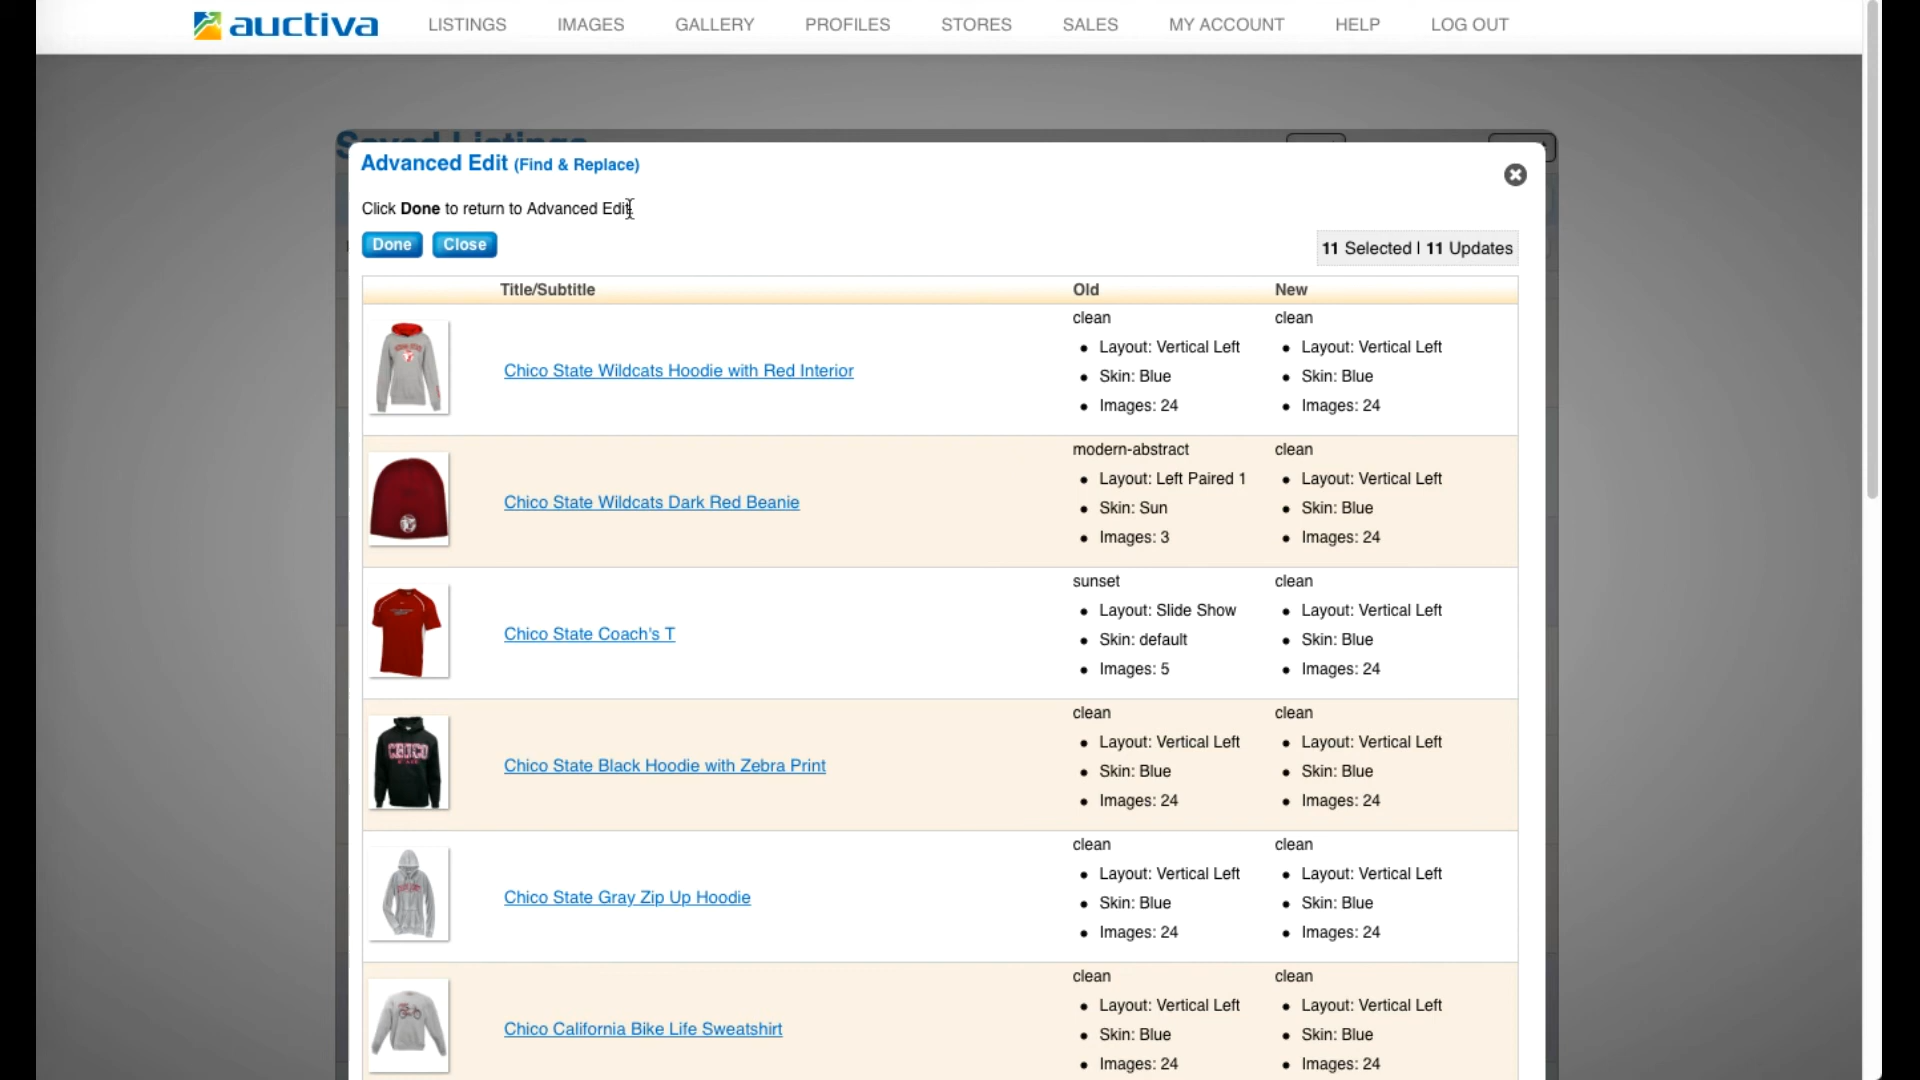 auctiva LISTINGS IMAGES GALLERY PROFILES STORES SALES MY ACCOUNT HELP LOG OUT
Saved Listings
Advanced Edit (Find & Replace)
Click Done to return to Advanced Edit
Done Close 11 Selected | 11 Updates
Title/Subtitle Old New
clean clean
• Layout: Vertical Left • Layout: Vertical Left
Chico State Wildcats Hoodie with Red Interior
• Skin: Blue • Skin: Blue
• Images: 24 • Images: 24
modern-abstract clean
• Layout: Left Paired 1 • Layout: Vertical Left
Chico State Wildcats Dark Red Beanie
• Skin: Sun • Skin: Blue
• Images: 3 • Images: 24
sunset clean
• Layout: Slide Show • Layout: Vertical Left
Chico State Coach's T
• Skin: default • Skin: Blue
• Images: 5 • Images: 24
clean clean
• Layout: Vertical Left • Layout: Vertical Left
Chico State Black Hoodie with Zebra Print
• Skin: Blue • Skin: Blue
• Images: 24 • Images: 24
clean clean
• Layout: Vertical Left • Layout: Vertical Left
Chico State Gray Zip Up Hoodie
• Skin: Blue • Skin: Blue
• Images: 24 • Images: 24
clean clean
• Layout: Vertical Left • Layout: Vertical Left
Chico California Bike Life Sweatshirt
• Skin: Blue • Skin: Blue
• Images: 24 • Images: 24